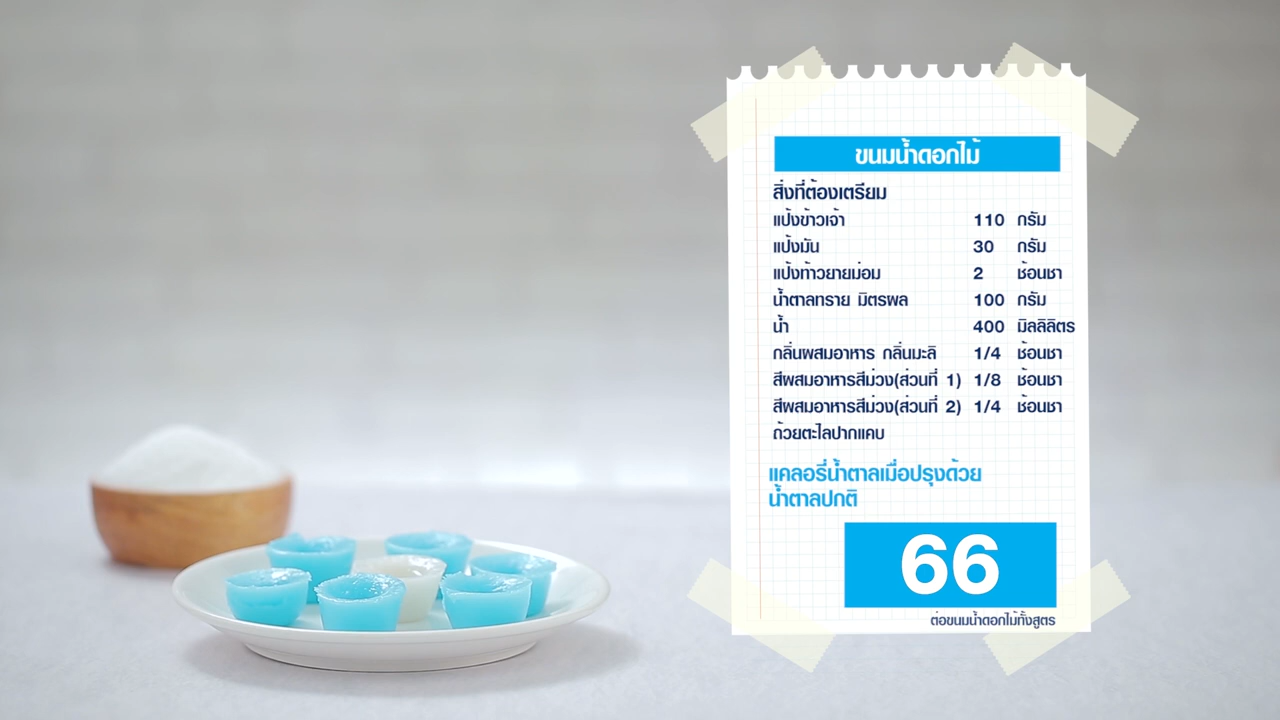 ขนมน้ำดอกไม้
สิ่งที่ต้องเตรียม
แป้งข้าวเจ้า 110 กรัม
แป้งมัน 30 กรัม
แป้งท้าวยายม่อม 2 ช้อนชา
น้ำตาลทราย มิตรผล 100 กรัม
น้ำ 400 มิลลิลิตร
กลิ่นผสมอาหาร กลิ่นมะลิ 1/4 ช้อนชา
สีผสมอาหารสีม่วง(ส่วนที่ 1) 1/8 ช้อนชา
สีผสมอาหารสีม่วง(ส่วนที่ 2) 1/4 ช้อนชา
ถ้วยตะไลปากแคบ
แคลอรี่น้ำตาลเมื่อปรุงด้วย
น้ำตาลปกติ
66
ต่อขนมน้ำดอกไม้ทั้งสูตร